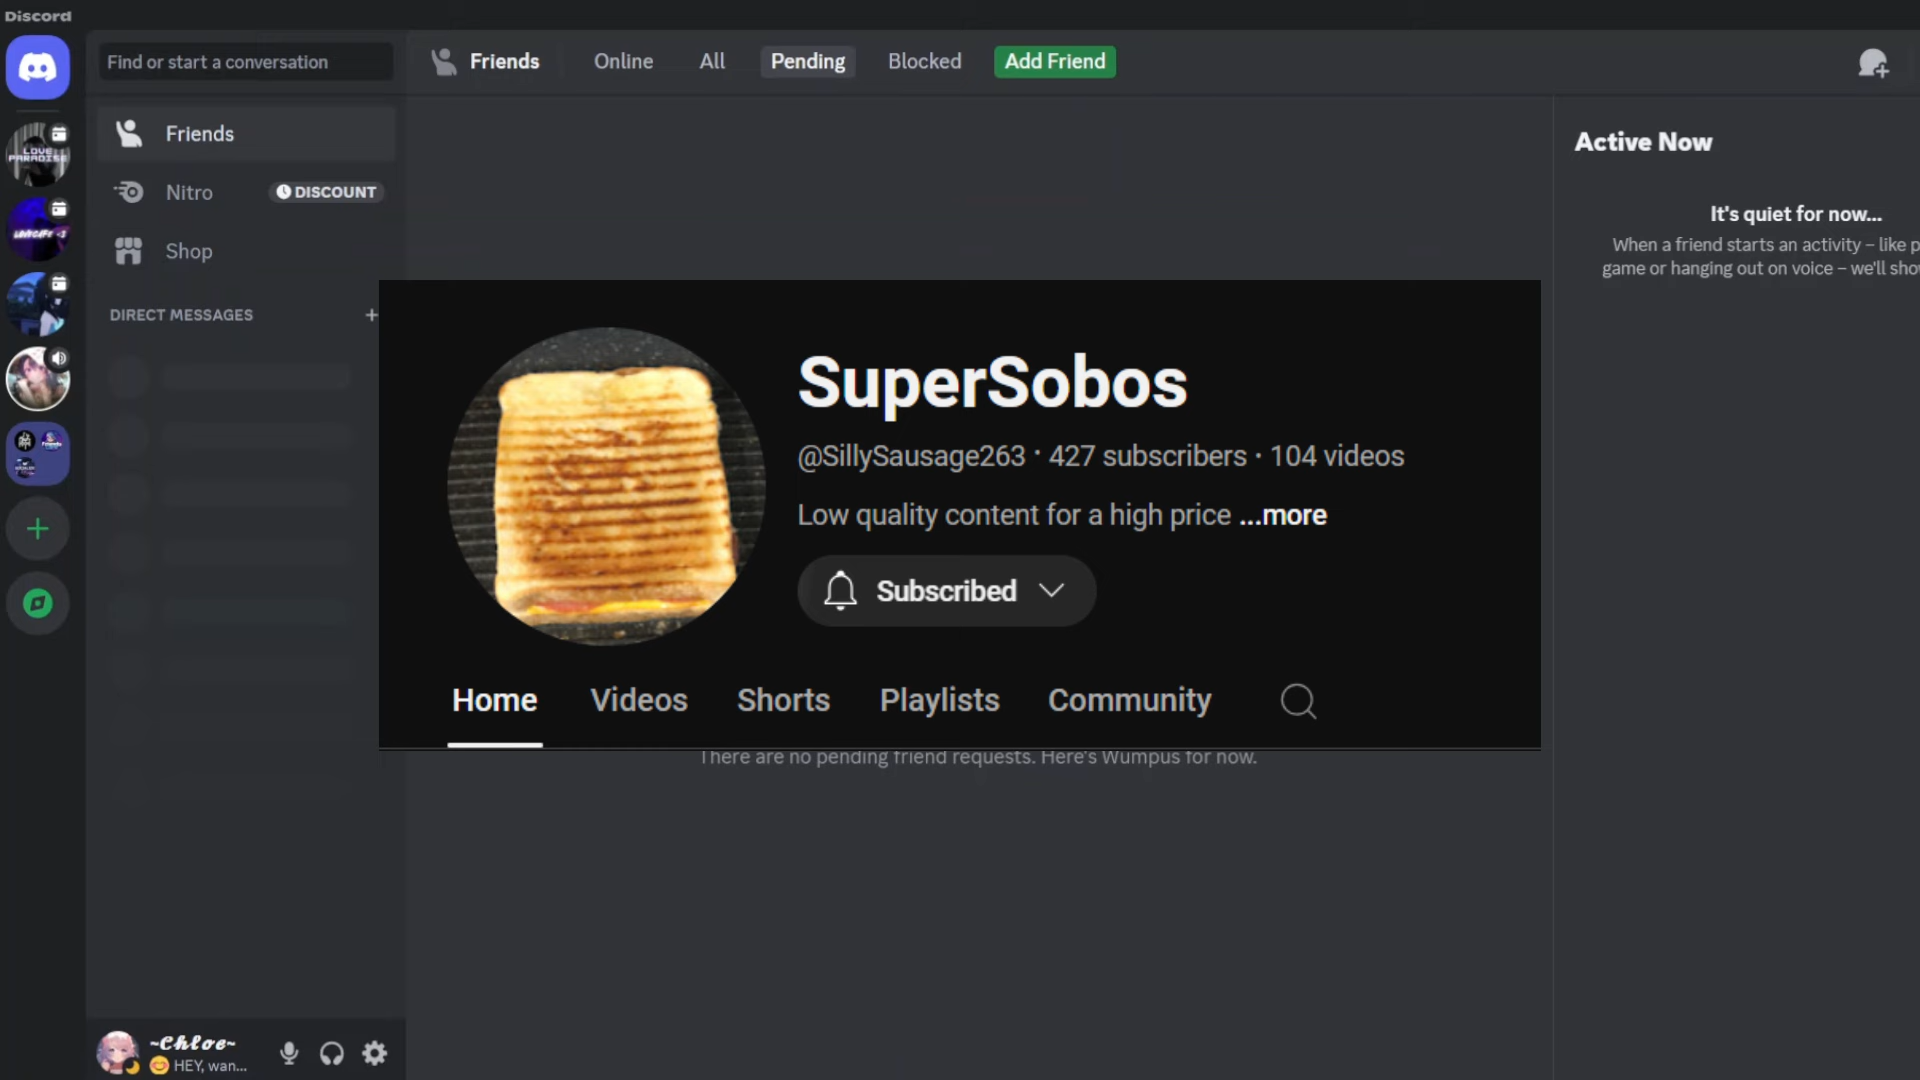 Discord
Find or start a conversation
Friends
Online
All
Pending
Blocked
Add Friend
Friends
Nitro
DISCOUNT
Shop
DIRECT MESSAGES
LOVE
PARADISE
Active Now
It's quiet for now...
When a friend starts an activity – like p
game or hanging out on voice – we'll show
SuperSobos
@SillySausage263 · 427 subscribers · 104 videos
Low quality content for a high price ...more
Subscribed
Home
Videos
Shorts
Playlists
Community
There are no pending friend requests. Here's Wumpus for now.
~𝓒𝓱𝓵𝓸𝓮~
😊 HEY, wan...